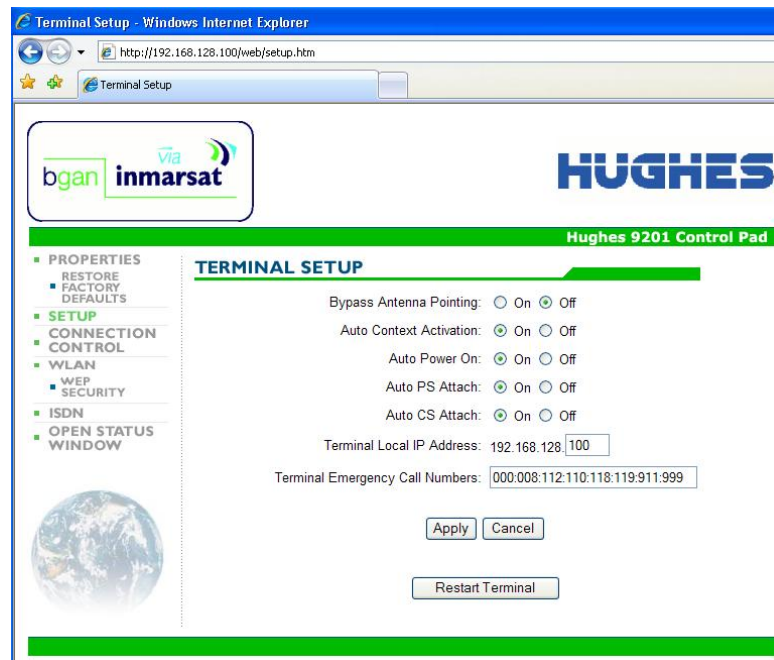 Terminal Setup - Windows Internet Explorer
http://192.168.128.100/web/setup.htm
Terminal Setup
via
bgan inmarsat
HUGHES
Hughes 9201 Control Pad
PROPERTIES
RESTORE
FACTORY
DEFAULTS
SETUP
CONNECTION
CONTROL
WLAN
WEP
SECURITY
ISDN
OPEN STATUS
WINDOW
TERMINAL SETUP
Bypass Antenna Pointing: On Off
Auto Context Activation: On Off
Auto Power On: On Off
Auto PS Attach: On Off
Auto CS Attach: On Off
Terminal Local IP Address: 192.168.128.100
Terminal Emergency Call Numbers: 000:008:112:110:118:119:911:999
Apply Cancel
Restart Terminal